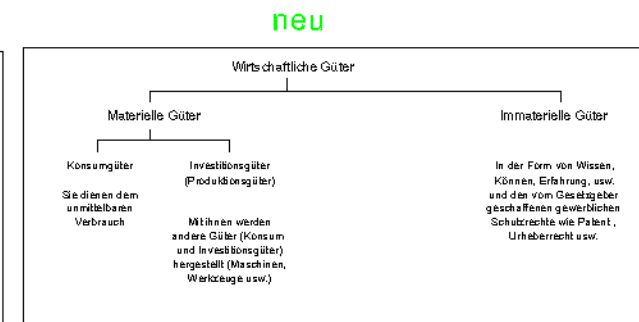 neu
Wirtschaftliche Güter
Materielle Güter
Immaterielle Güter
Konsumgüter
Sie dienen dem
unmittelbaren
Verbrauch
Investitionsgüter
(Produktionsgüter)
Mit ihnen werden
andere Güter (Konsum
und Investitionsgüter)
hergestellt (Maschinen,
Werkzeuge usw.)
In der Form von Wissen,
Können, Erfahrung, usw.
und den vom Gesetzgeber
geschaffenen gewerblichen
Schutzrechte wie Patent,
Urheberrecht usw.